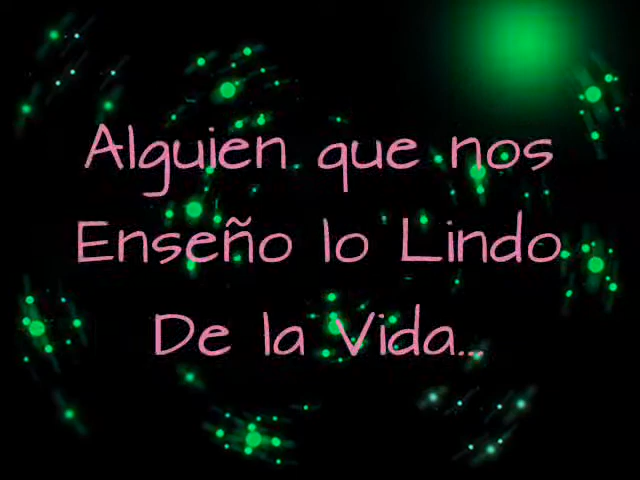 Alguien que nos
Enseño lo Lindo
De la Vida...